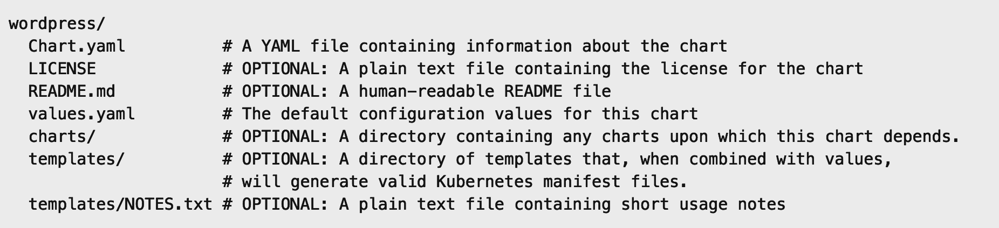 wordpress/
  Chart.yaml          # A YAML file containing information about the chart
  LICENSE             # OPTIONAL: A plain text file containing the license for the chart
  README.md           # OPTIONAL: A human-readable README file
  values.yaml         # The default configuration values for this chart
  charts/             # OPTIONAL: A directory containing any charts upon which this chart depends.
  templates/          # OPTIONAL: A directory of templates that, when combined with values,
                      # will generate valid Kubernetes manifest files.
  templates/NOTES.txt # OPTIONAL: A plain text file containing short usage notes